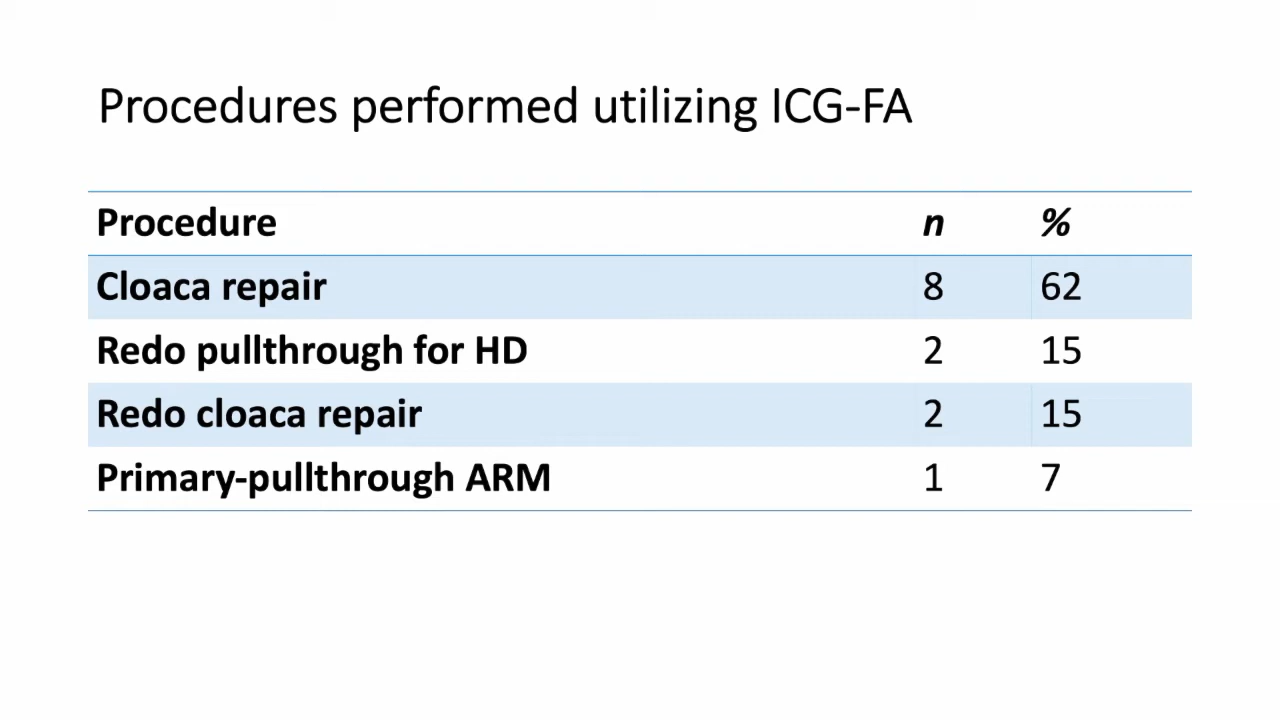 Procedures performed utilizing ICG-FA
Procedure n %
Cloaca repair 8 62
Redo pullthrough for HD 2 15
Redo cloaca repair 2 15
Primary-pullthrough ARM 1 7